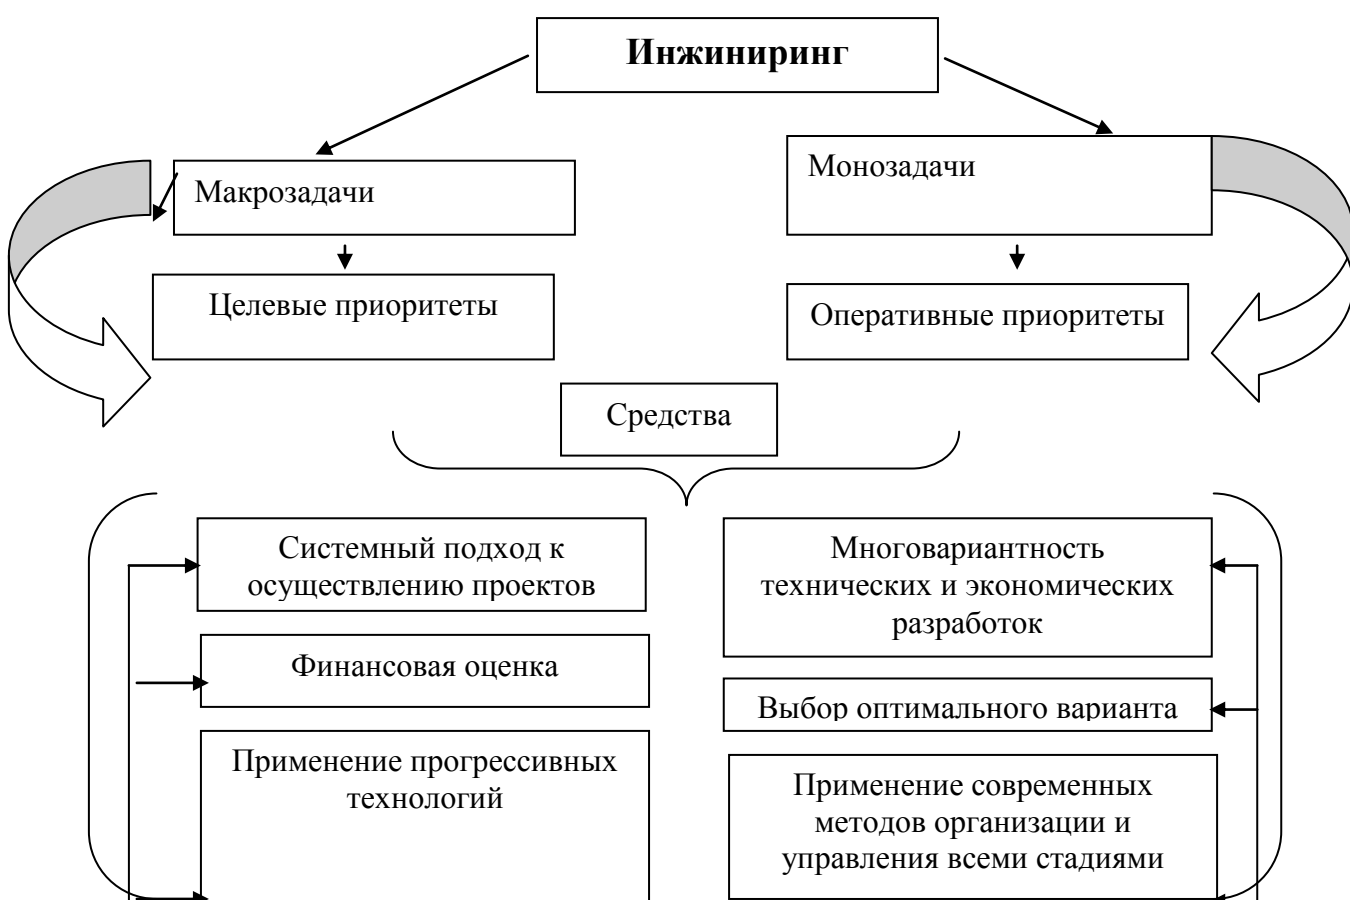 Инжиниринг
Макрозадачи
Монозадачи
Целевые приоритеты
Оперативные приоритеты
Средства
Системный подход к
осуществлению проектов
Финансовая оценка
Применение прогрессивных
технологий
Многовариантность
технических и экономических
разработок
Выбор оптимального варианта
Применение современных
методов организации и
управления всеми стадиями